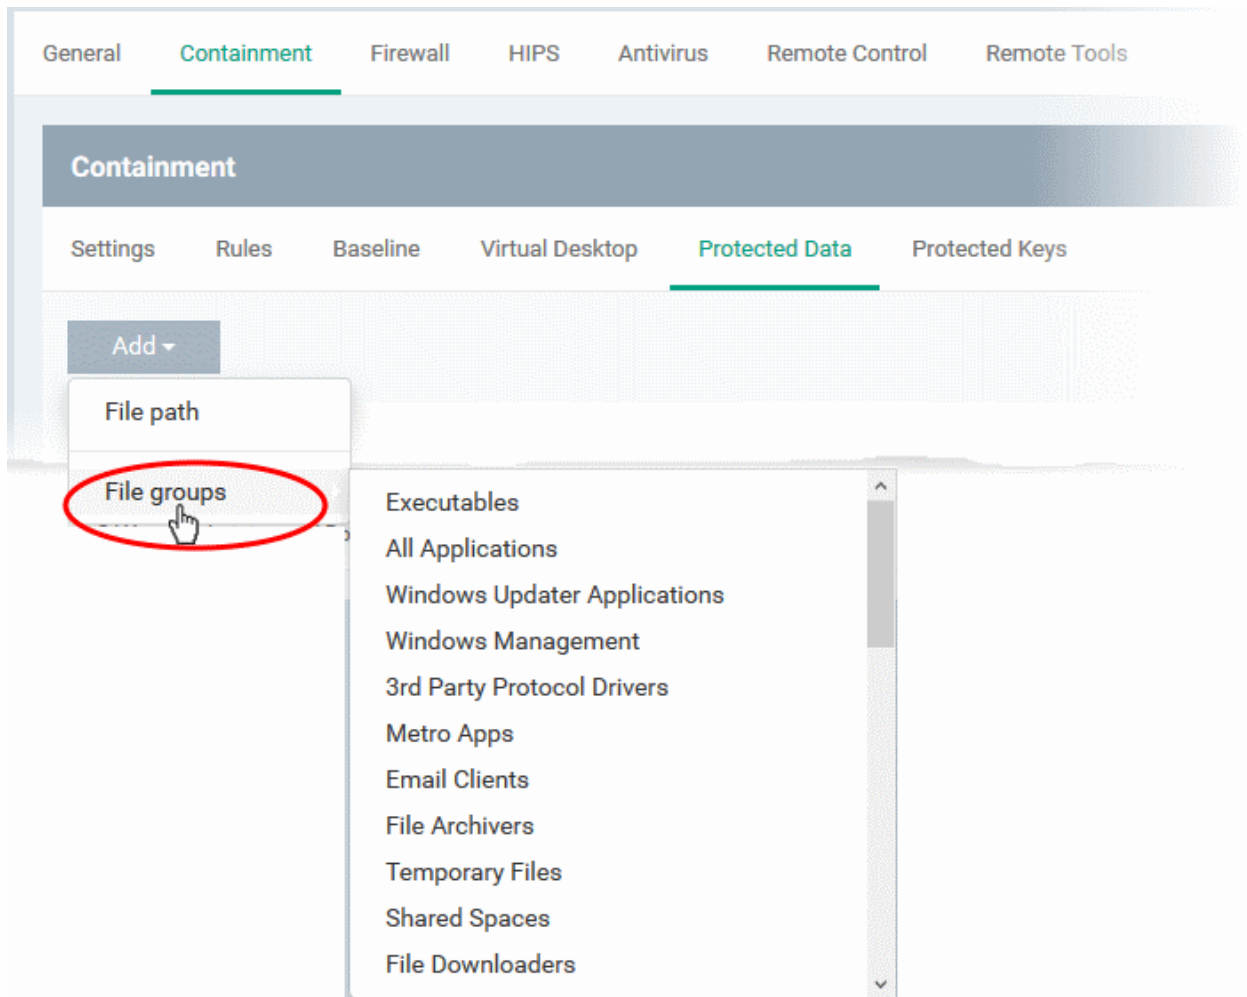 General Containment Firewall HIPS Antivirus Remote Control Remote Tools
Containment
Settings Rules Baseline Virtual Desktop Protected Data Protected Keys
Add
File path
File groups
Executables
All Applications
Windows Updater Applications
Windows Management
3rd Party Protocol Drivers
Metro Apps
Email Clients
File Archivers
Temporary Files
Shared Spaces
File Downloaders